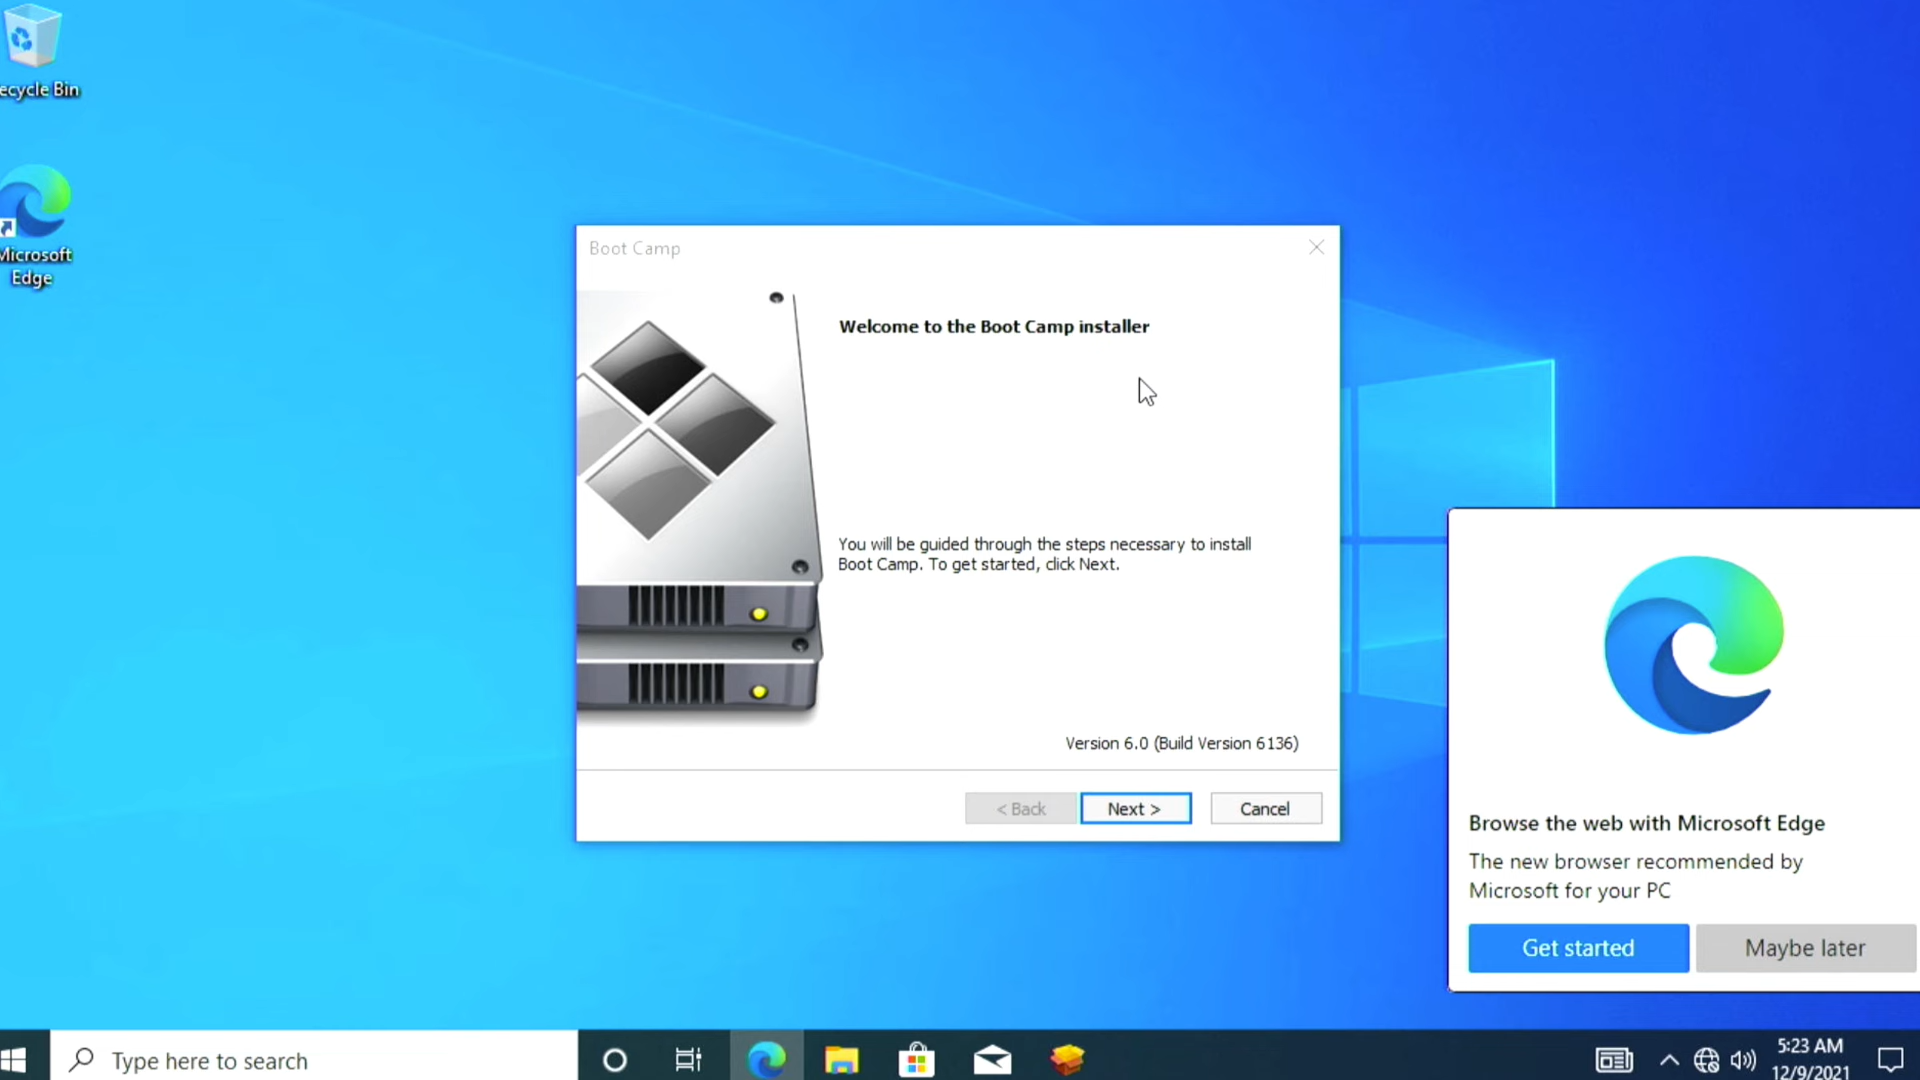 ecycle Bin
Microsoft
Edge
Boot Camp
Welcome to the Boot Camp installer
You will be guided through the steps necessary to install
Boot Camp. To get started, click Next.
Version 6.0 (Build Version 6136)
< Back
Next >
Cancel
Browse the web with Microsoft Edge
The new browser recommended by
Microsoft for your PC
Get started
Maybe later
Type here to search
5:23 AM
12/9/2021